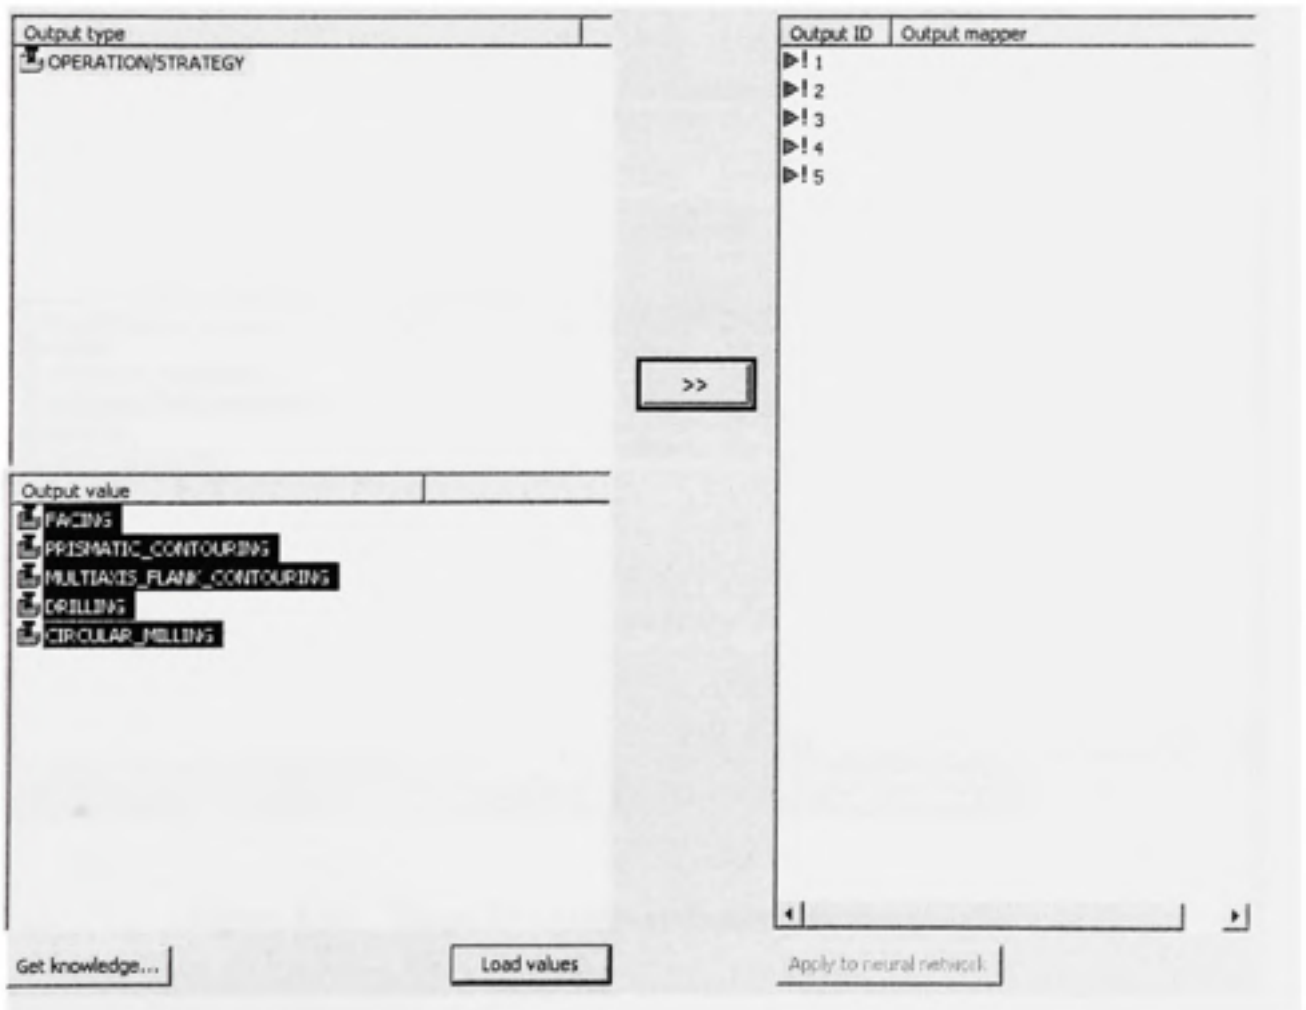 Output type
OPERATION/STRATEGY
Output value
FACING
PRISMATIC_CONTOURING
MULTIAXIS_FLANK_CONTOURING
DRILLING
CIRCULAR_MILLING
Get knowledge...
Load values
>>
Output ID Output mapper
! 1
! 2
! 3
! 4
! 5
Apply to neural network